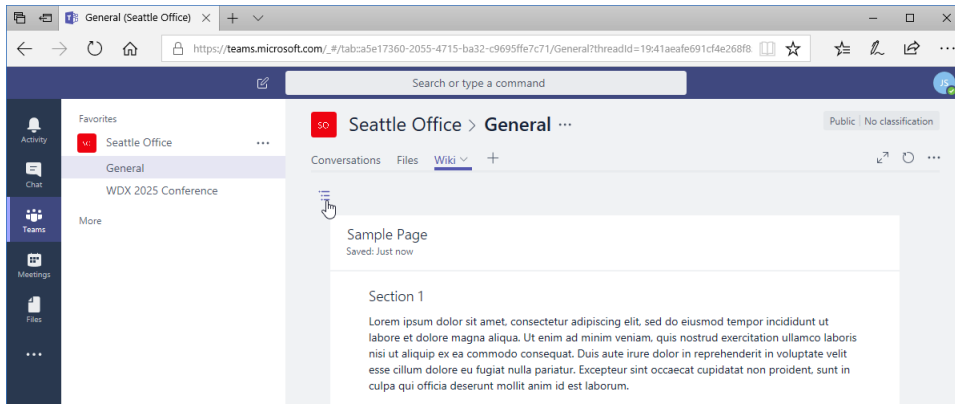 General (Seattle Office)
https://teams.microsoft.com/_#/tab:a5e17360-2055-4715-ba32-c9695ffe7c71/General?threadId=19:41aeafe691cf4e268f8
Search or type a command
JS
Activity
Chat
Teams
Meetings
Files
Favorites
Seattle Office
General
WDX 2025 Conference
More
SO
Seattle Office > General
Public
No classification
Conversations
Files
Wiki
Sample Page
Saved: Just now
Section 1
Lorem ipsum dolor sit amet, consectetur adipiscing elit, sed do eiusmod tempor incididunt ut
labore et dolore magna aliqua. Ut enim ad minim veniam, quis nostrud exercitation ullamco laboris
nisi ut aliquip ex ea commodo consequat. Duis aute irure dolor in reprehenderit in voluptate velit
esse cillum dolore eu fugiat nulla pariatur. Excepteur sint occaecat cupidatat non proident, sunt in
culpa qui officia deserunt mollit anim id est laborum.